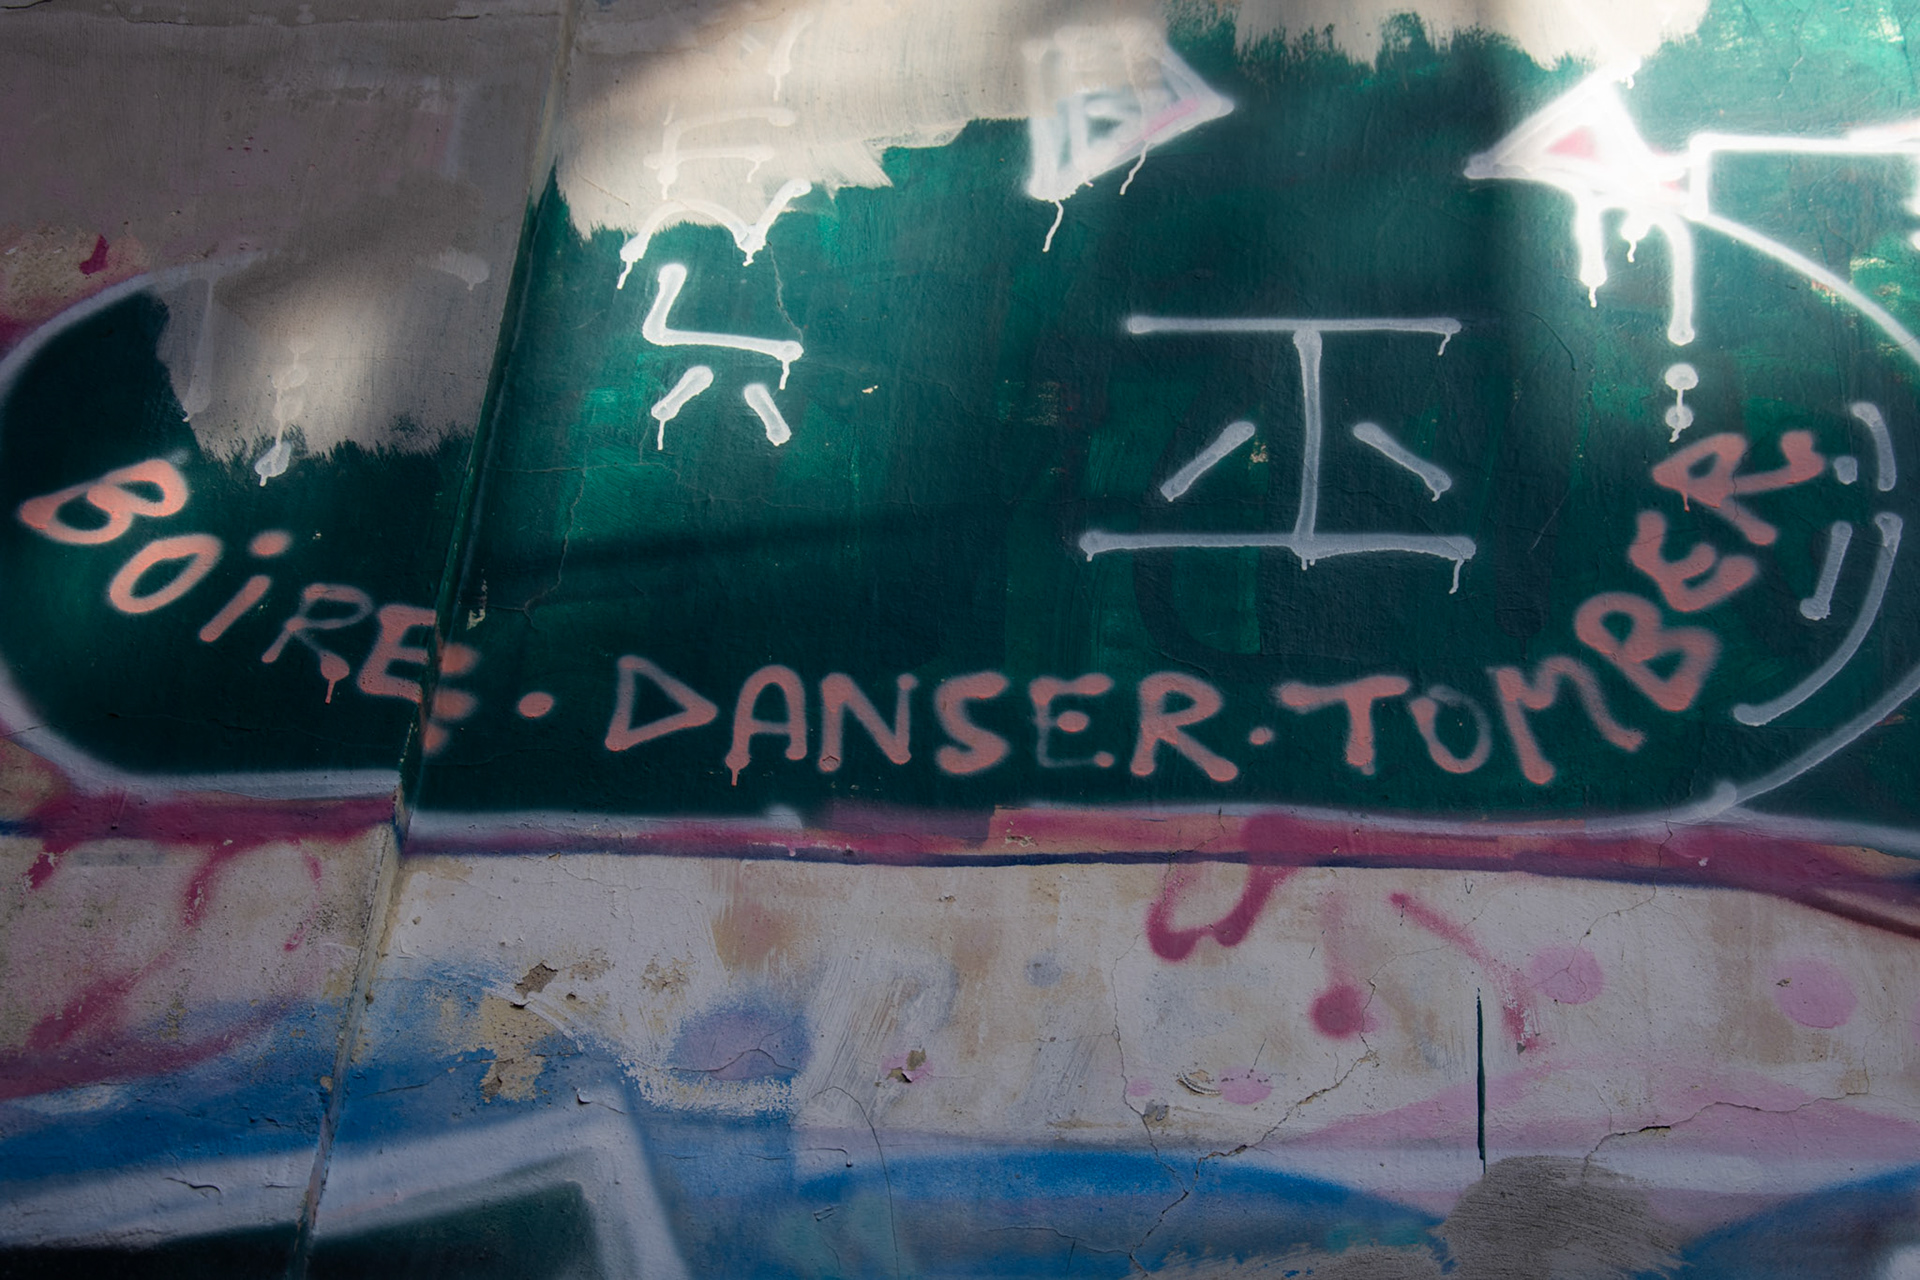 BOiRE . DANSER . TOMBER